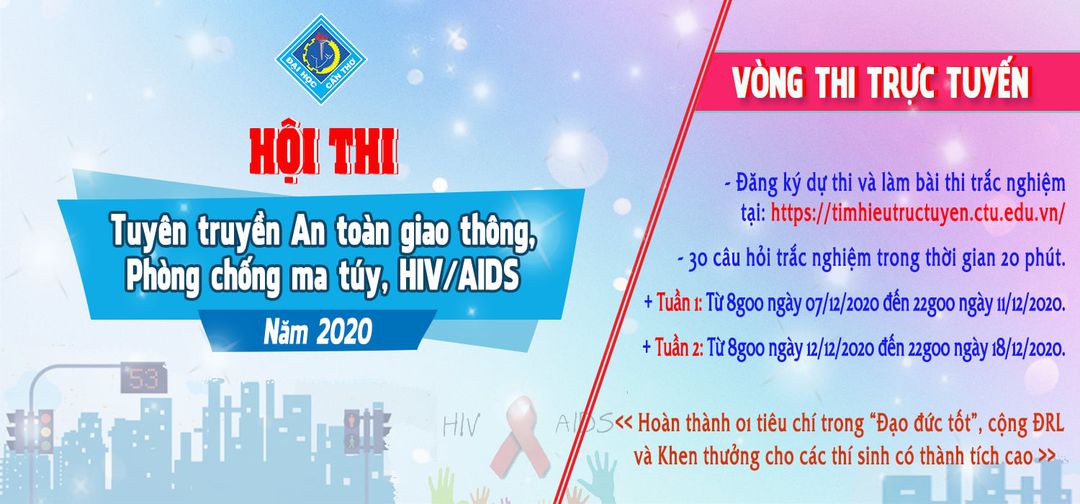 ĐẠI HỌC CẦN THƠ
HỘI THI
Tuyên truyền An toàn giao thông,
Phòng chống ma túy, HIV/AIDS
Năm 2020
53
HIV AIDS
VÒNG THI TRỰC TUYẾN
- Đăng ký dự thi và làm bài thi trắc nghiệm
tại: https://timhieutructuyen.ctu.edu.vn/
- 30 câu hỏi trắc nghiệm trong thời gian 20 phút.
+ Tuần 1: Từ 8g00 ngày 07/12/2020 đến 22g00 ngày 11/12/2020.
+ Tuần 2: Từ 8g00 ngày 12/12/2020 đến 22g00 ngày 18/12/2020.
<< Hoàn thành 01 tiêu chí trong “Đạo đức tốt”, cộng ĐRL
và Khen thưởng cho các thí sinh có thành tích cao >>